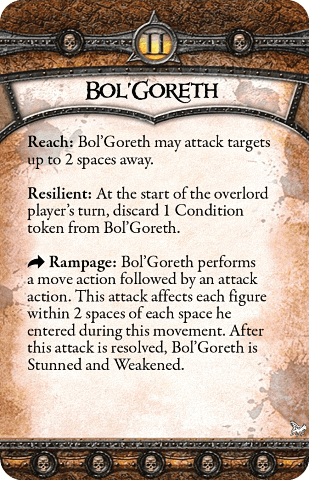 II
BOL'GORETH
Reach: Bol'Goreth may attack targets
up to 2 spaces away.
Resilient: At the start of the overlord
player's turn, discard 1 Condition
token from Bol'Goreth.
Rampage: Bol'Goreth performs
a move action followed by an attack
action. This attack affects each figure
within 2 spaces of each space he
entered during this movement. After
this attack is resolved, Bol'Goreth is
Stunned and Weakened.